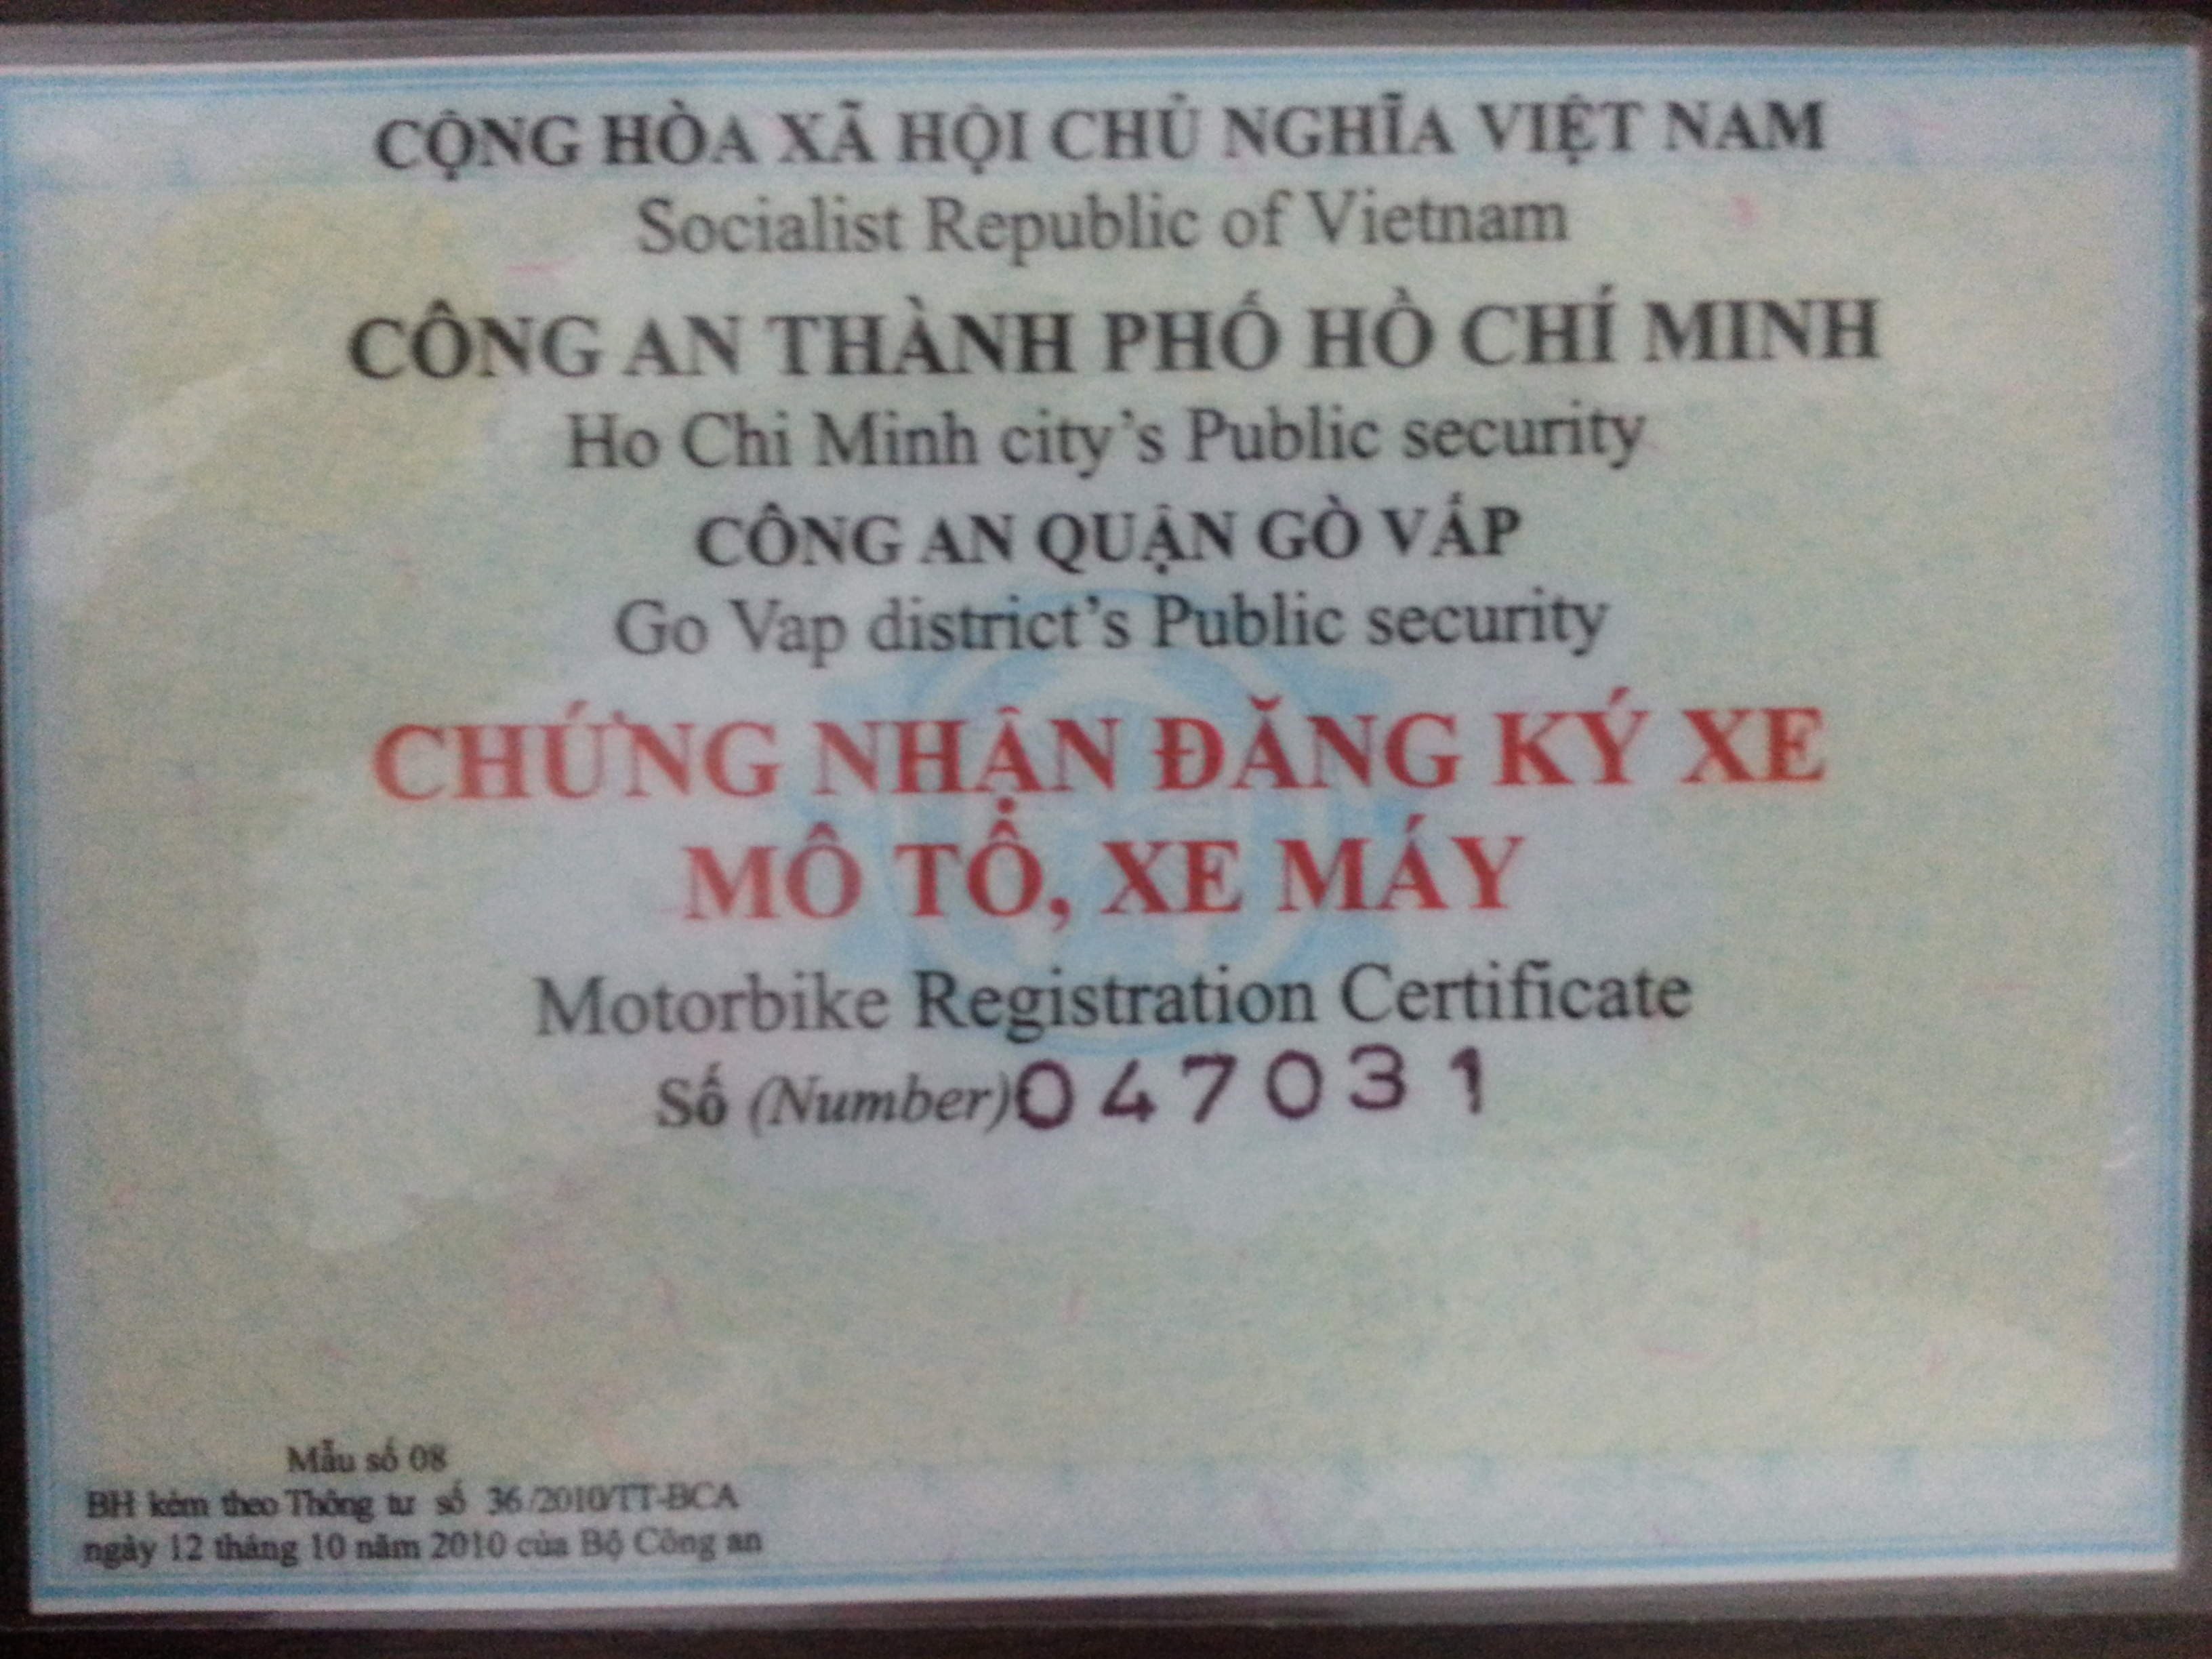 CỘNG HÒA XÃ HỘI CHỦ NGHĨA VIỆT NAM
Socialist Republic of Vietnam
CÔNG AN THÀNH PHỐ HỒ CHÍ MINH
Ho Chi Minh city's Public security
CÔNG AN QUẬN GÒ VẤP
Go Vap district's Public security
CHỨNG NHẬN ĐĂNG KÝ XE
MÔ TÔ, XE MÁY
Motorbike Registration Certificate
Số (Number) 047031
Mẫu số 08
BH kèm theo Thông tư số 36/2010/TT-BCA
ngày 12 tháng 10 năm 2010 của Bộ Công an